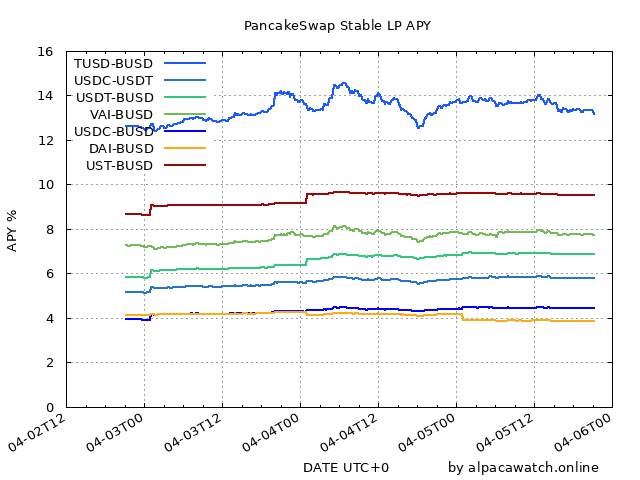 PancakeSwap Stable LP APY
16
14
12
10
8
6
4
2
0
APY %
TUSD-BUSD
USDC-USDT
USDT-BUSD
VAI-BUSD
USDC-BUSD
DAI-BUSD
UST-BUSD
04-02T12
04-03T00
04-03T12
04-04T00
04-04T12
04-05T00
04-05T12
04-06T00
DATE UTC+0
by alpacawatch.online